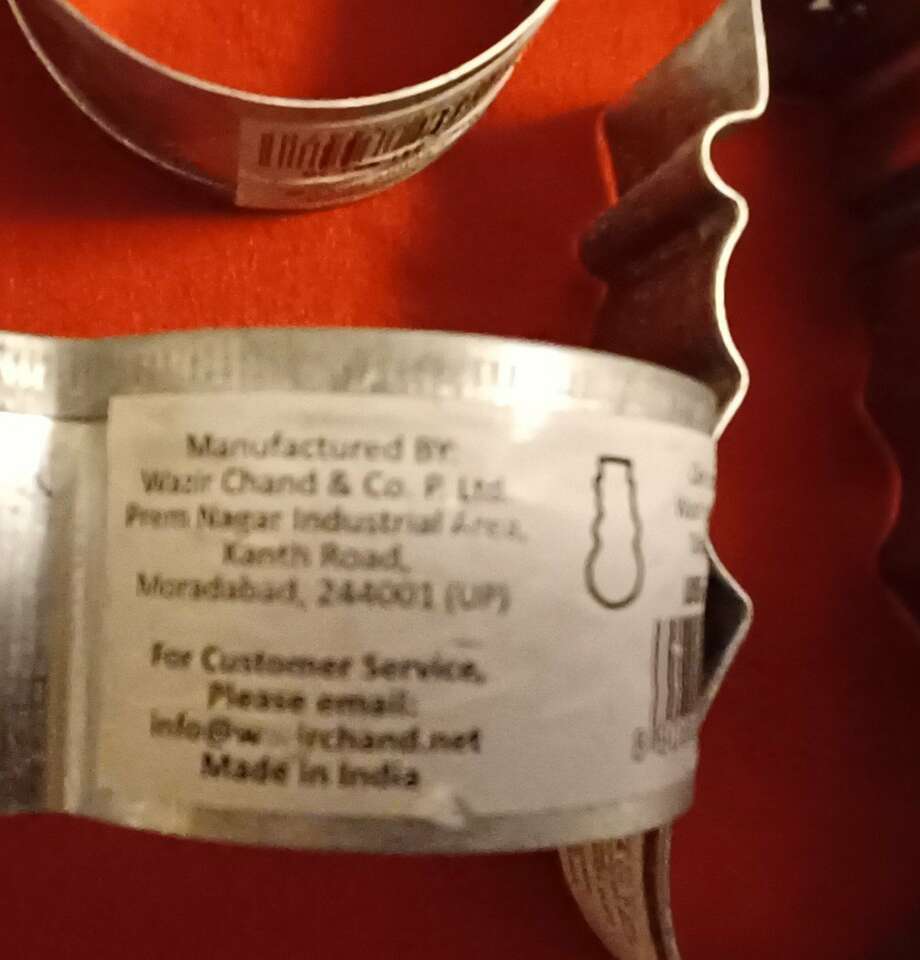 Manufactured BY:
Wazir Chand & Co. P. Ltd.
Prem Nagar Industrial Area,
Kanth Road,
Moradabad, 244001 (UP)
For Customer Service,
Please email:
Made in India